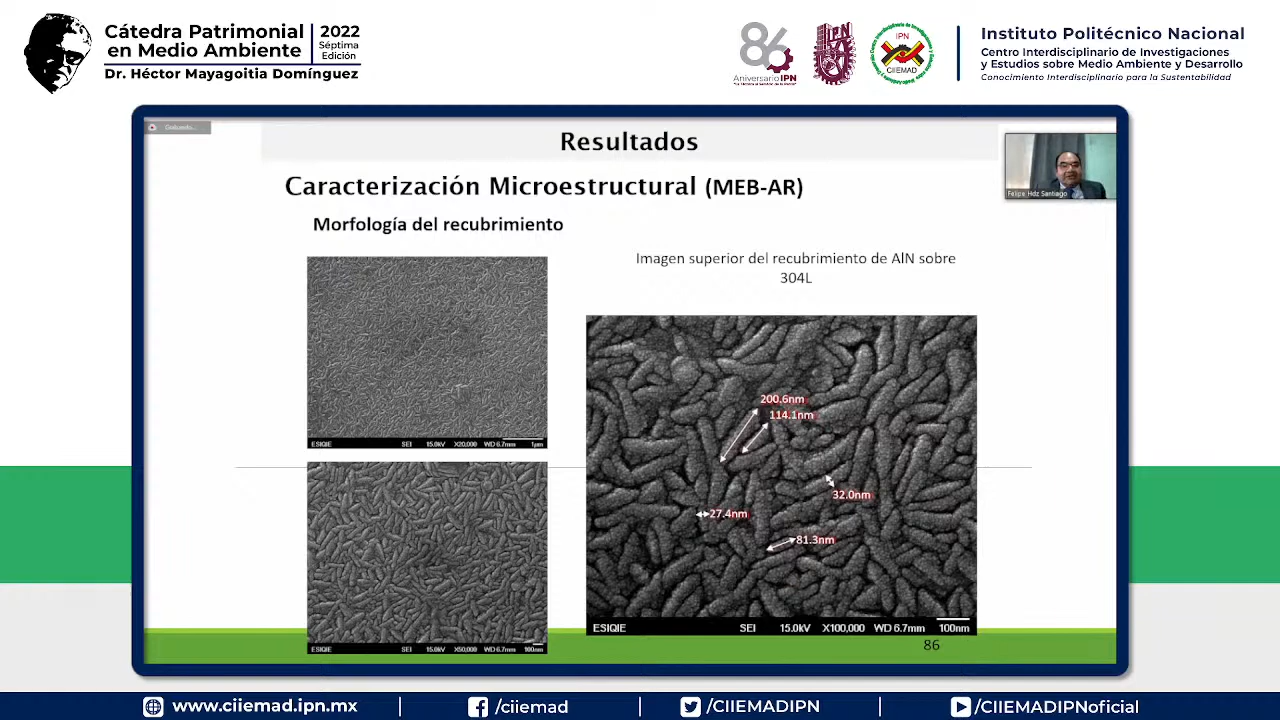 Cátedra Patrimonial
en Medio Ambiente
2022
Séptima
Edición
Dr. Héctor Mayagoitia Domínguez
86
Aniversario IPN
IPN
IPN
CIIEMAD
Instituto Politécnico Nacional
Centro Interdisciplinario de Investigaciones
y Estudios sobre Medio Ambiente y Desarrollo
Conocimiento Interdisciplinario para la Sustentabilidad
Resultados
Caracterización Microestructural (MEB-AR)
Morfología del recubrimiento
Felipe Hdz Santiago
Imagen superior del recubrimiento de AlN sobre
304L
ESIQIE SEI 15.0kV X20,000 WD 6.7mm 1µm
ESIQIE SEI 15.0kV X50,000 WD 6.7mm 100nm
200.6nm
114.1nm
32.0nm
27.4nm
81.3nm
ESIQIE SEI 15.0kV X100,000 WD 6.7mm 100nm
86
www.ciiemad.ipn.mx
/ciiemad
/CIIEMADIPN
/CIIEMADIPNoficial